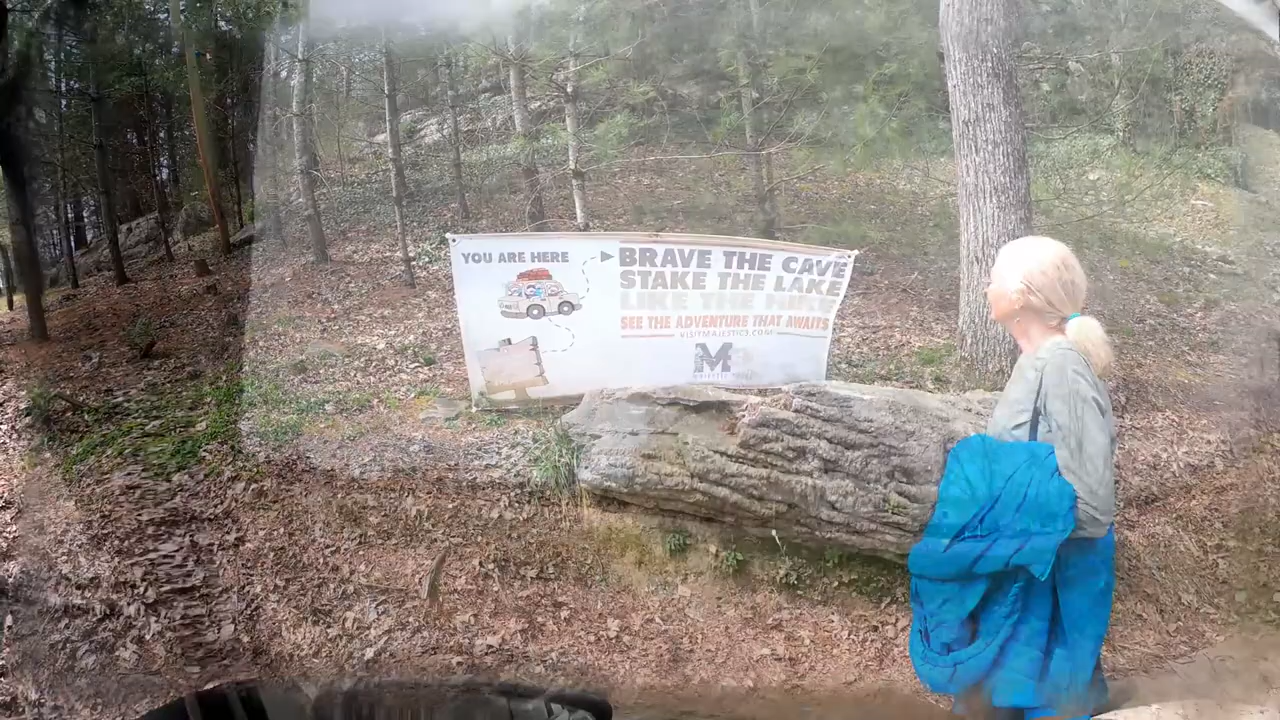 YOU ARE HERE
BRAVE THE CAVE
STAKE THE LAKE
LIKE THE HIKE
SEE THE ADVENTURE THAT AWAITS
VISITMAJESTICS.COM
M